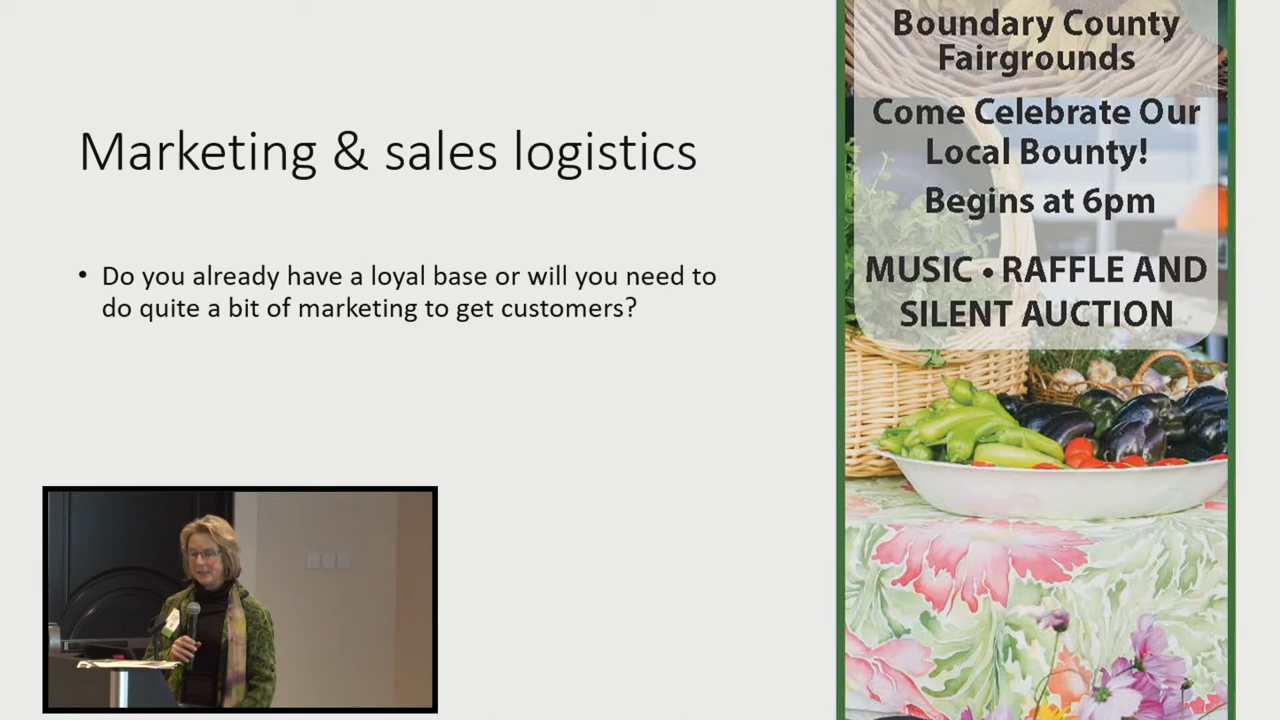 Marketing & sales logistics
• Do you already have a loyal base or will you need to
do quite a bit of marketing to get customers?
Boundary County
Fairgrounds
Come Celebrate Our
Local Bounty!
Begins at 6pm
MUSIC • RAFFLE AND
SILENT AUCTION